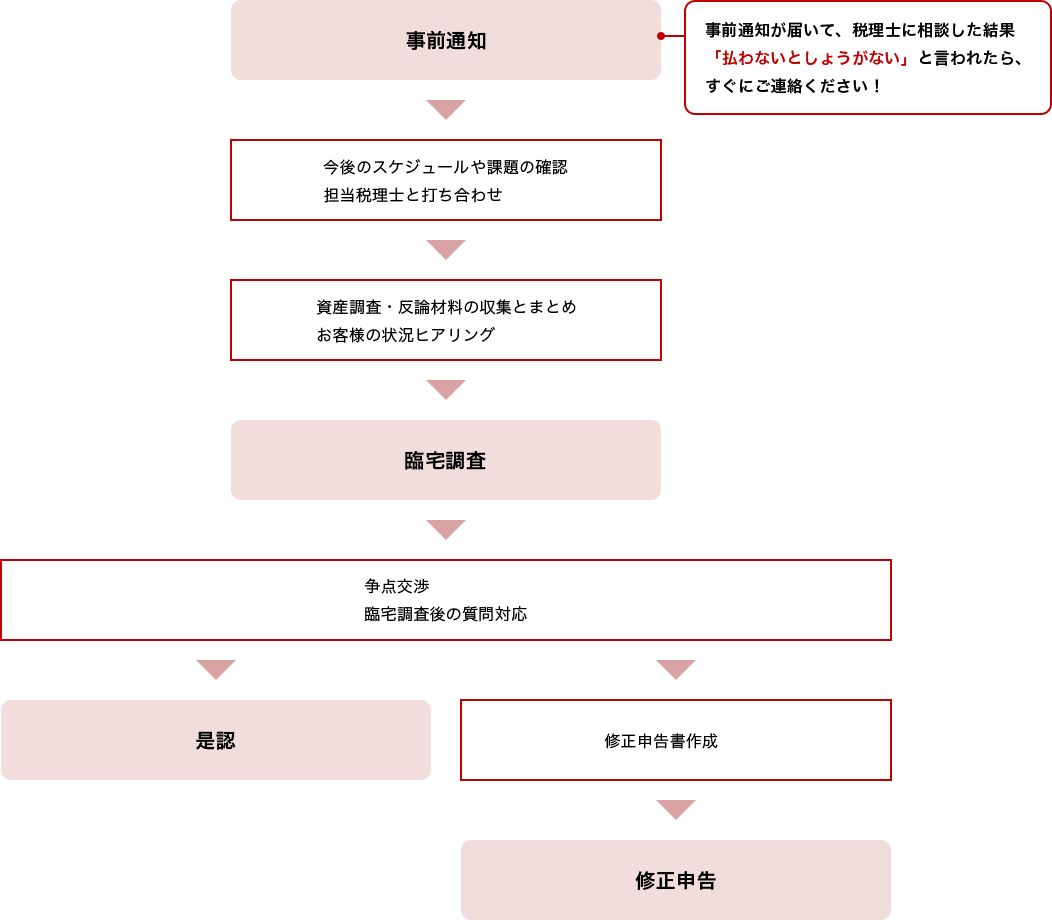 事前通知
事前通知が届いて、税理士に相談した結果
「払わないとしょうがない」と言われたら、
すぐにご連絡ください！
今後のスケジュールや課題の確認
担当税理士と打ち合わせ
資産調査・反論材料の収集とまとめ
お客様の状況ヒアリング
臨宅調査
争点交渉
臨宅調査後の質問対応
是認
修正申告書作成
修正申告